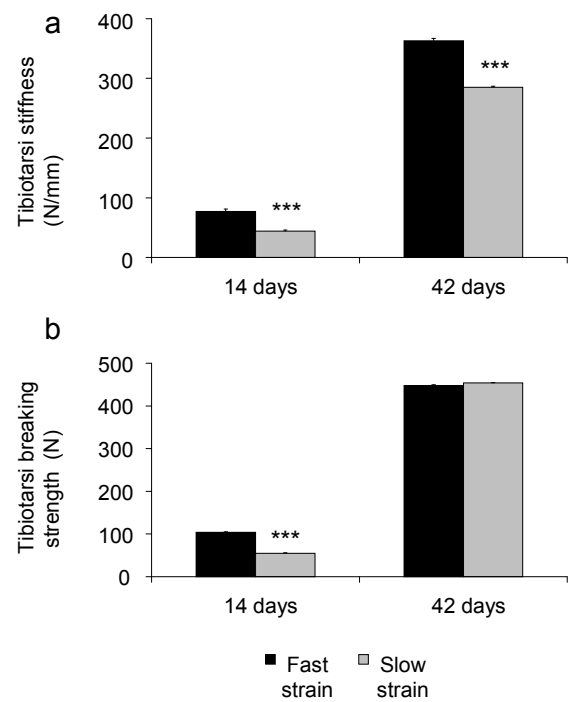 a
Tibiotarsi stiffness
(N/mm)
400
300
200
100
0
***
***
14 days
42 days
b
Tibiotarsi breaking
strength (N)
500
400
300
200
100
0
***
14 days
42 days
Fast
strain
Slow
strain